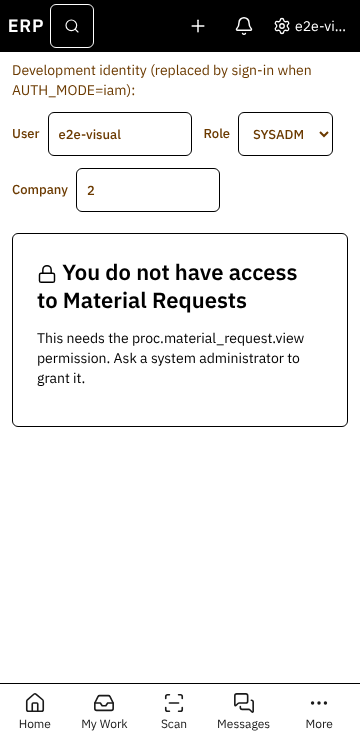 ERP
e2e-vi...
Development identity (replaced by sign-in when
AUTH_MODE=iam):
User e2e-visual Role SYSADM
Company 2
You do not have access
to Material Requests
This needs the proc.material_request.view
permission. Ask a system administrator to
grant it.
Home My Work Scan Messages More